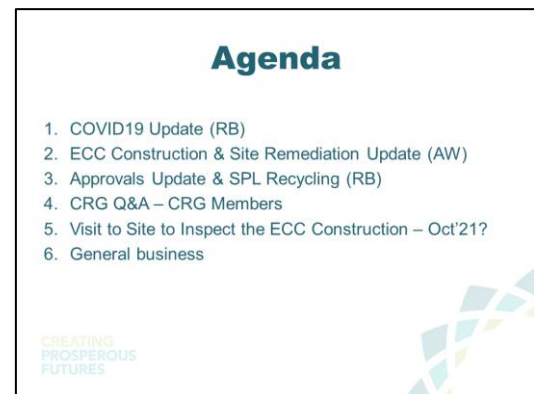 Agenda
1. COVID19 Update (RB)
2. ECC Construction & Site Remediation Update (AW)
3. Approvals Update & SPL Recycling (RB)
4. CRG Q&A – CRG Members
5. Visit to Site to Inspect the ECC Construction – Oct'21?
6. General business
CREATING
PROSPEROUS
FUTURES